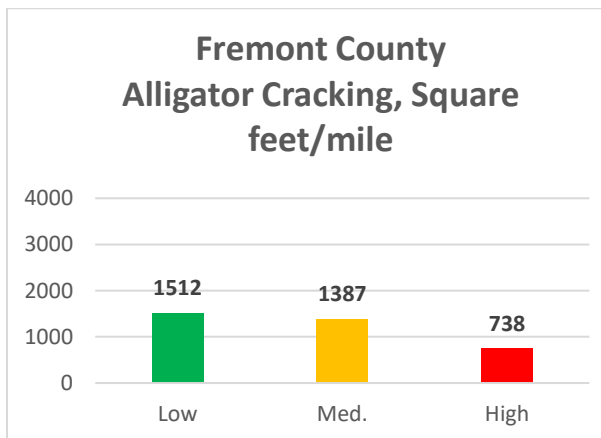 Fremont County
Alligator Cracking, Square
feet/mile
4000
3000
2000
1000
0
1512
1387
738
Low
Med.
High